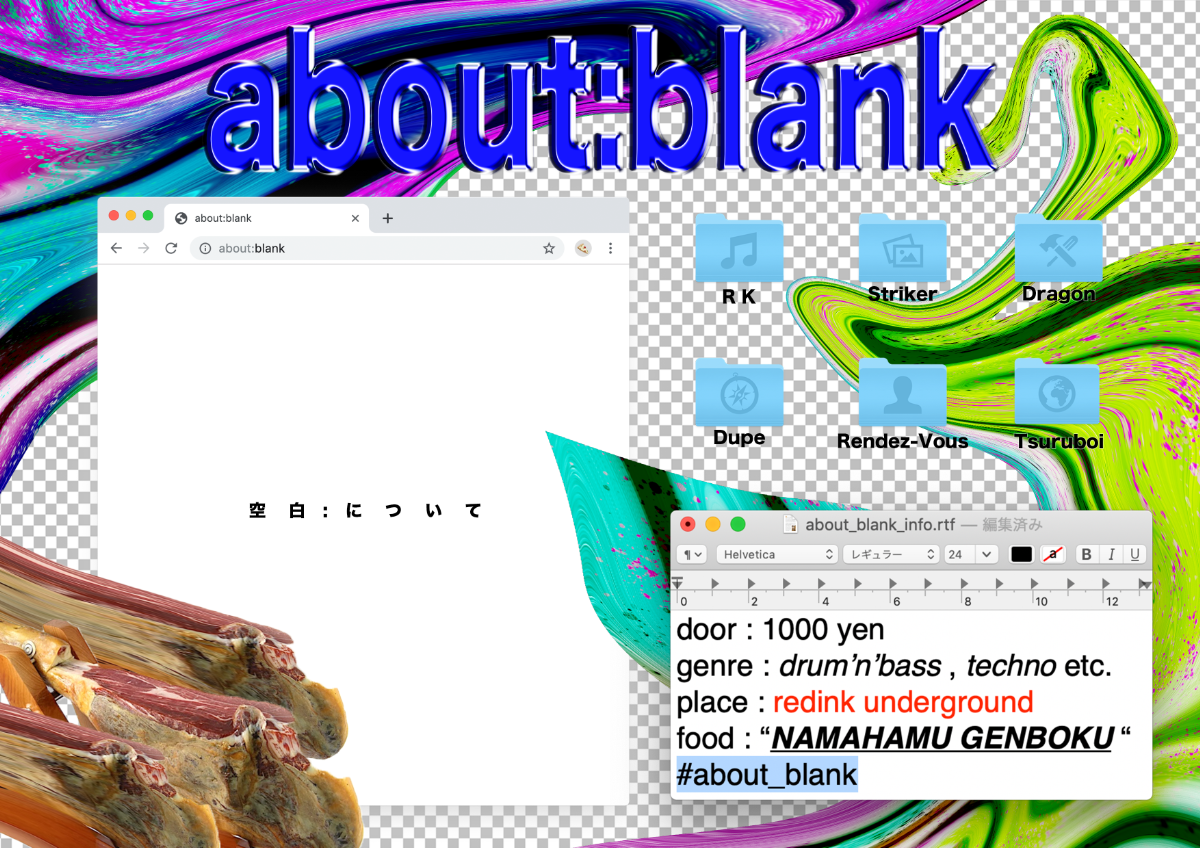 about:blank
about:blank
about:blank
空白:について
R K
Striker
Dragon
Dupe
Rendez-Vous
Tsuruboi
about_blank_info.rtf — 編集済み
¶ Helvetica レギュラー 24 a B I U
0 2 4 6 8 10 12
door : 1000 yen
genre : drum’n’bass , techno etc.
place : redink underground
food : “NAMAHAMU GENBOKU “
#about_blank